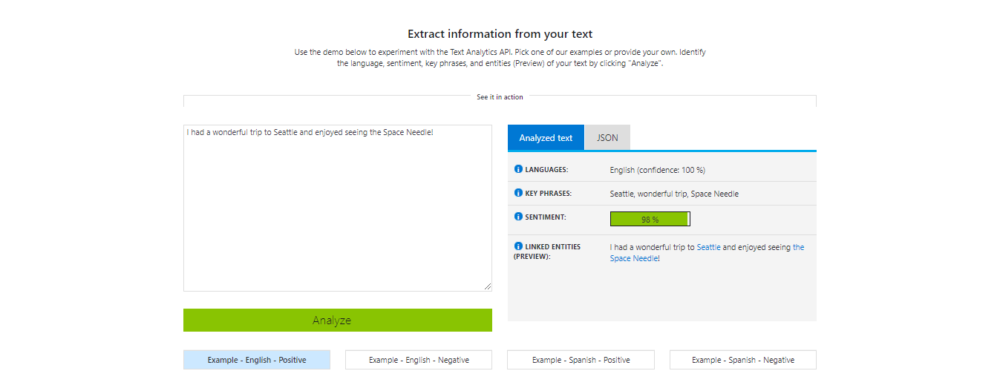 Extract information from your text
Use the demo below to experiment with the Text Analytics API. Pick one of our examples or provide your own. Identify
the language, sentiment, key phrases, and entities (Preview) of your text by clicking "Analyze".
See it in action
I had a wonderful trip to Seattle and enjoyed seeing the Space Needle!
Analyzed text
JSON
LANGUAGES:
English (confidence: 100 %)
KEY PHRASES:
Seattle, wonderful trip, Space Needle
SENTIMENT:
98 %
LINKED ENTITIES
(PREVIEW):
I had a wonderful trip to Seattle and enjoyed seeing the
Space Needle!
Analyze
Example - English - Positive
Example - English - Negative
Example - Spanish - Positive
Example - Spanish - Negative